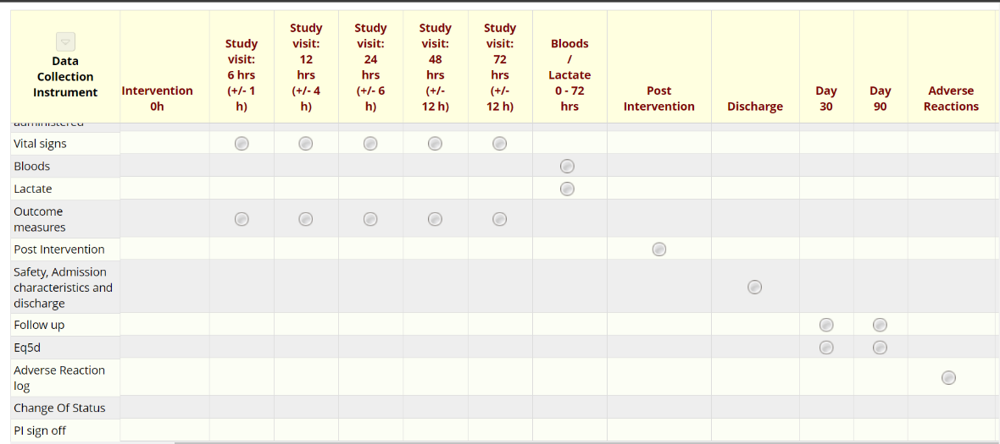 Data
Collection
Instrument
Intervention
0h
Study
visit:
6 hrs
(+/- 1
h)
Study
visit:
12
hrs
(+/- 4
h)
Study
visit:
24
hrs
(+/- 6
h)
Study
visit:
48
hrs
(+/-
12 h)
Study
visit:
72
hrs
(+/-
12 h)
Bloods
/
Lactate
0 - 72
hrs
Post
Intervention
Discharge
Day
30
Day
90
Adverse
Reactions
administered
Vital signs
Bloods
Lactate
Outcome
measures
Post Intervention
Safety, Admission
characteristics and
discharge
Follow up
Eq5d
Adverse Reaction
log
Change Of Status
PI sign off